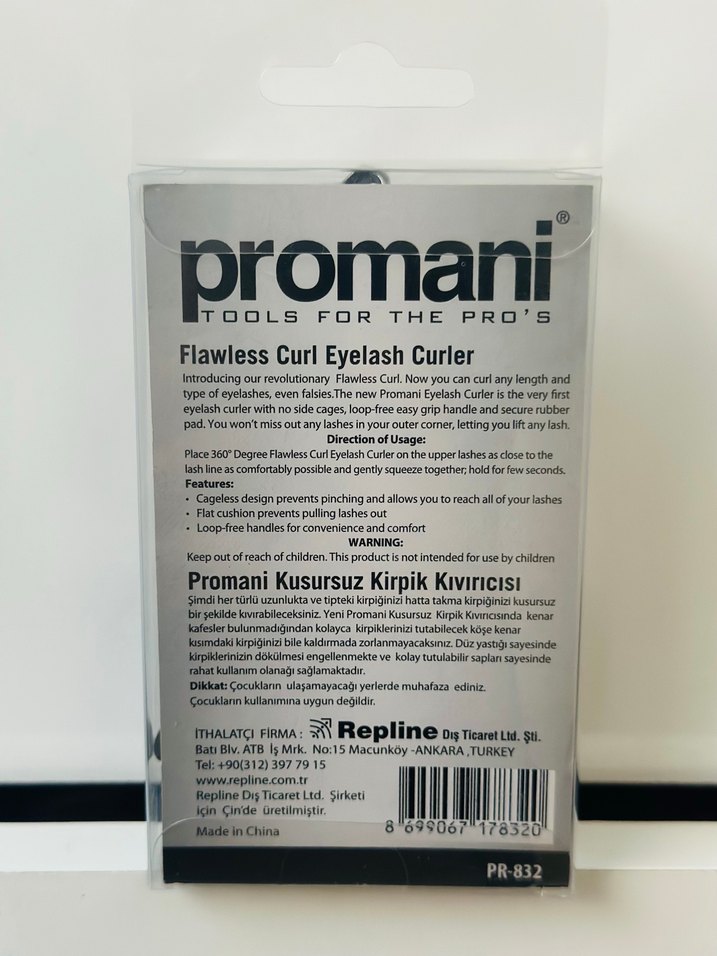 promani®
TOOLS FOR THE PRO'S
Flawless Curl Eyelash Curler
Introducing our revolutionary Flawless Curl. Now you can curl any length and
type of eyelashes, even falsies.The new Promani Eyelash Curler is the very first
eyelash curler with no side cages, loop-free easy grip handle and secure rubber
pad. You won't miss out any lashes in your outer corner, letting you lift any lash.
Direction of Usage:
Place 360° Degree Flawless Curl Eyelash Curler on the upper lashes as close to the
lash line as comfortably possible and gently squeeze together; hold for few seconds.
Features:
• Cageless design prevents pinching and allows you to reach all of your lashes
• Flat cushion prevents pulling lashes out
• Loop-free handles for convenience and comfort
WARNING:
Keep out of reach of children. This product is not intended for use by children
Promani Kusursuz Kirpik Kıvırıcısı
Şimdi her türlü uzunlukta ve tipteki kirpiğinizi hatta takma kirpiğinizi kusursuz
bir şekilde kıvırabileceksiniz. Yeni Promani Kusursuz Kirpik Kıvırıcısında kenar
kafesler bulunmadığından kolayca kirpiklerinizi tutabilecek köşe kenar
kısımdaki kirpiğinizi bile kaldırmada zorlanmayacaksınız. Düz yastığı sayesinde
kirpiklerinizin dökülmesi engellenmekte ve kolay tutulabilir sapları sayesinde
rahat kullanım olanağı sağlamaktadır.
Dikkat: Çocukların ulaşamayacağı yerlerde muhafaza ediniz.
Çocukların kullanımına uygun değildir.
İTHALATÇI FİRMA : Repline Dış Ticaret Ltd. Şti.
Batı Blv. ATB İş Mrk. No:15 Macunköy -ANKARA ,TURKEY
Tel: +90(312) 397 79 15
www.repline.com.tr
Repline Dış Ticaret Ltd. Şirketi
için Çin'de üretilmiştir.
Made in China
8 699067 178320
PR-832